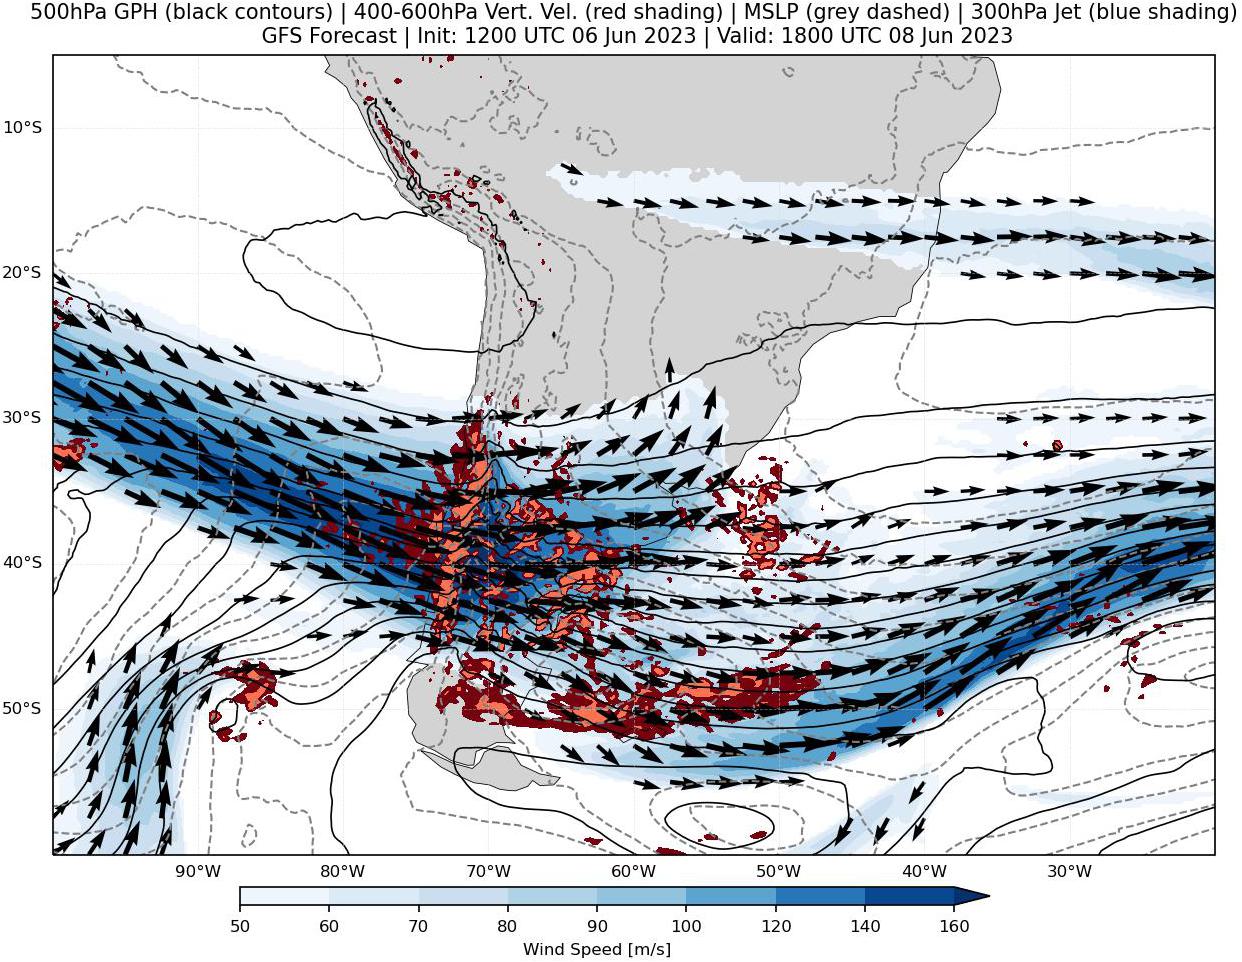 500hPa GPH (black contours) | 400-600hPa Vert. Vel. (red shading) | MSLP (grey dashed) | 300hPa Jet (blue shading)
GFS Forecast | Init: 1200 UTC 06 Jun 2023 | Valid: 1800 UTC 08 Jun 2023
10°S
20°S
30°S
40°S
50°S
90°W 80°W 70°W 60°W 50°W 40°W 30°W
50 60 70 80 90 100 120 140 160
Wind Speed [m/s]